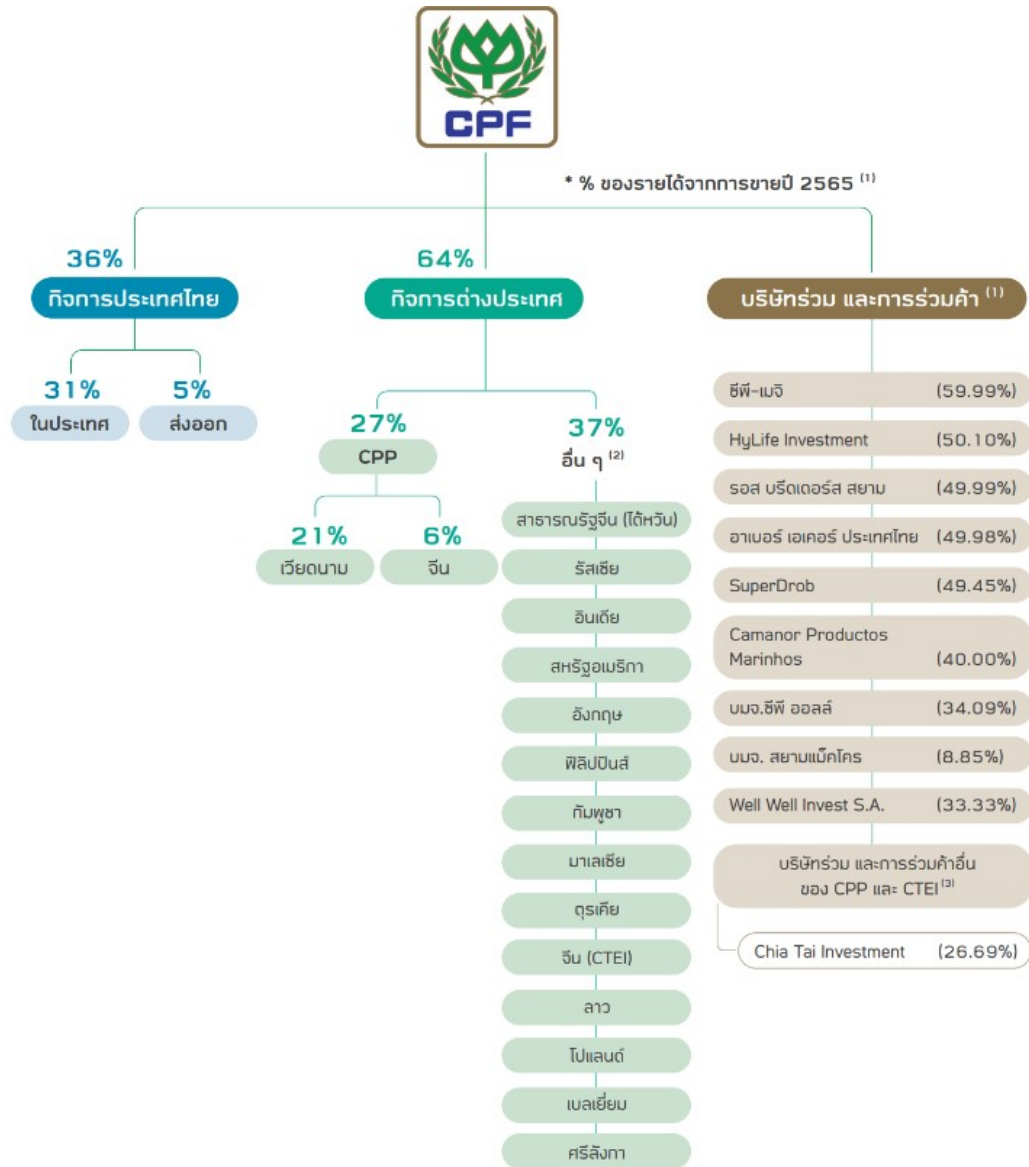 CPF
* % ของรายได้จากการขายปี 2565 (1)
36%
กิจการประเทศไทย
31%
ในประเทศ
5%
ส่งออก
64%
กิจการต่างประเทศ
27%
CPP
21%
เวียดนาม
6%
จีน
37%
อื่น ๆ (2)
สาธารณรัฐจีน (ไต้หวัน)
รัสเซีย
อินเดีย
สหรัฐอเมริกา
อังกฤษ
ฟิลิปปินส์
กัมพูชา
มาเลเซีย
ตุรเคีย
จีน (CTEI)
ลาว
โปแลนด์
เบลเยี่ยม
ศรีลังกา
บริษัทร่วม และการร่วมค้า (1)
ซีพี-เมจิ (59.99%)
HyLife Investment (50.10%)
รอส บรีดเดอร์ส สยาม (49.99%)
อาเบอร์ เอเคอร์ ประเทศไทย (49.98%)
SuperDrob (49.45%)
Camanor Productos
Marinhos (40.00%)
บมจ.ซีพี ออลล์ (34.09%)
บมจ. สยามแม็คโคร (8.85%)
Well Well Invest S.A. (33.33%)
บริษัทร่วม และการร่วมค้าอื่น
ของ CPP และ CTEI (3)
Chia Tai Investment (26.69%)